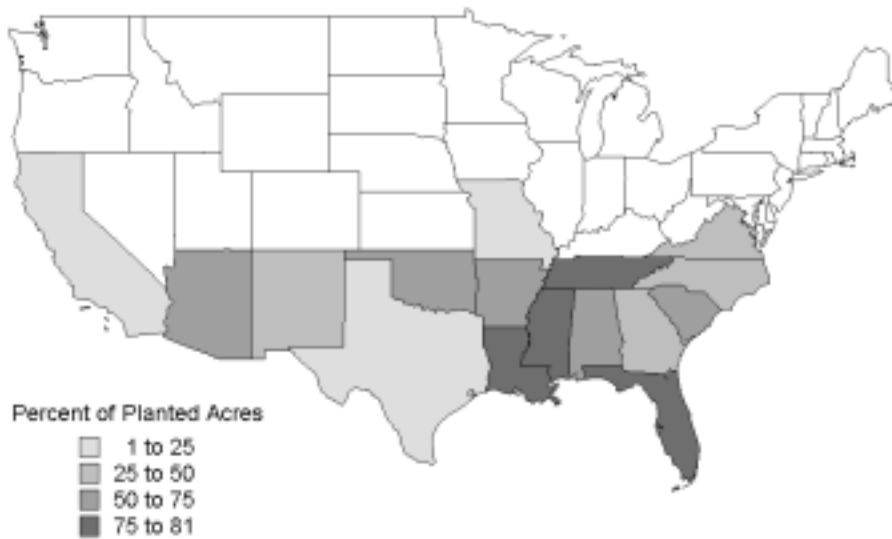 Percent of Planted Acres
1 to 25
25 to 50
50 to 75
75 to 81